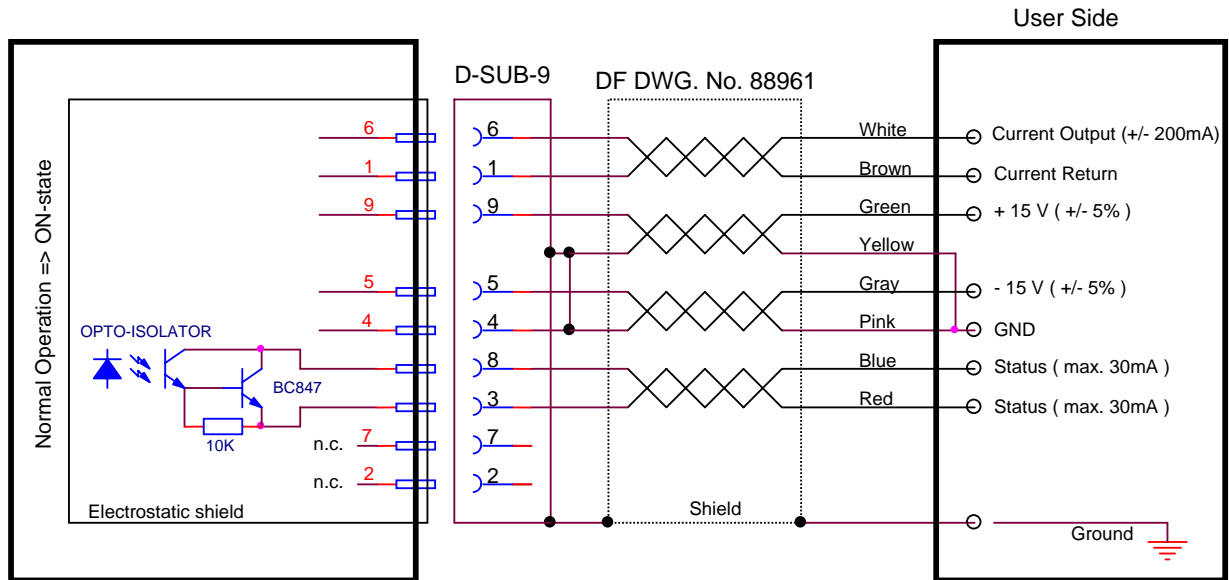 User Side
D-SUB-9
DF DWG. No. 88961
Normal Operation => ON-state
6 6 White Current Output (+/- 200mA)
1 1 Brown Current Return
9 9 Green + 15 V ( +/- 5% )
Yellow
5 5 Gray - 15 V ( +/- 5% )
4 4 Pink GND
OPTO-ISOLATOR
8 Blue Status ( max. 30mA )
BC847
3 Red Status ( max. 30mA )
10K
n.c. 7 7
n.c. 2 2
Electrostatic shield
Shield
Ground